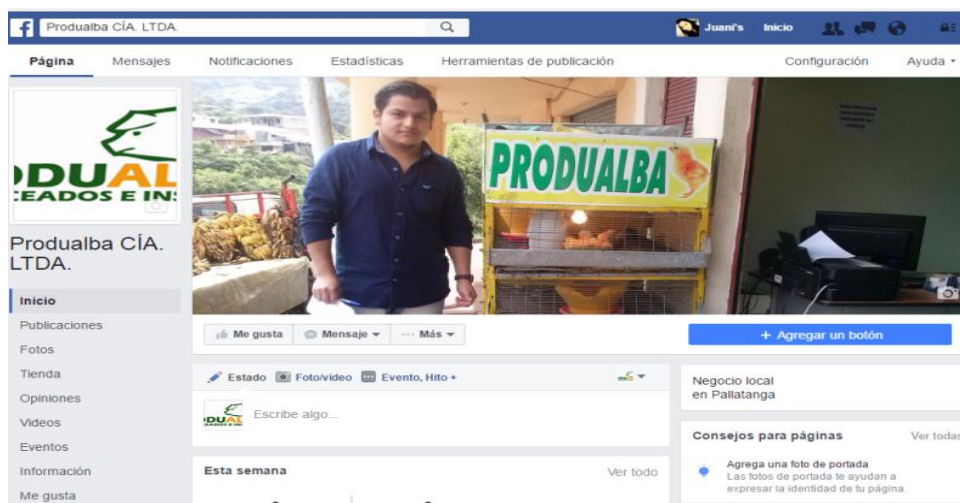 Produalba CÍA. LTDA.
Juani's
Inicio
Página
Mensajes
Notificaciones
Estadísticas
Herramientas de publicación
Configuración
Ayuda
DUAL
CEADOS E IN
PRODUALBA
Produalba CÍA.
LTDA.
Inicio
Publicaciones
Fotos
Tienda
Opiniones
Videos
Eventos
Información
Me gusta
Me gusta
Mensaje
··· Más
+ Agregar un botón
Estado
Foto/video
Evento, Hito +
Escribe algo...
Esta semana
Ver todo
Negocio local
en Pallatanga
Consejos para páginas
Ver todas
Agrega una foto de portada
Las fotos de portada te ayudan a
expresar la identidad de tu página.